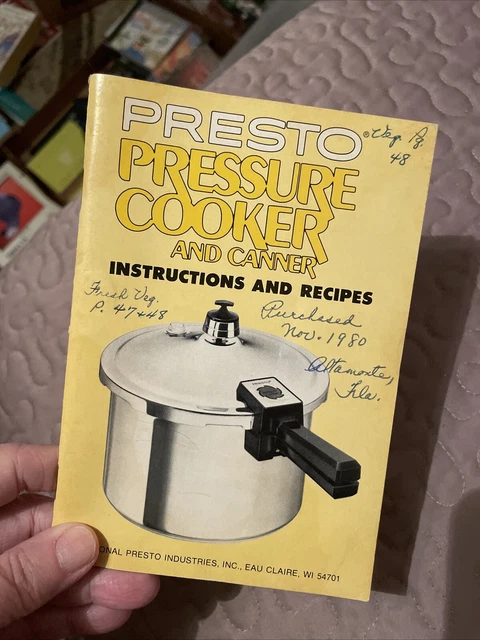 PRESTO®
Veg. Pg.
48
PRESSURE
COOKER
AND CANNER
INSTRUCTIONS AND RECIPES
Fresh Veg.
P. 47+48
Purchased
Nov. 1980
Altamonte,
Fla.
ONAL PRESTO INDUSTRIES, INC., EAU CLAIRE, WI 54701